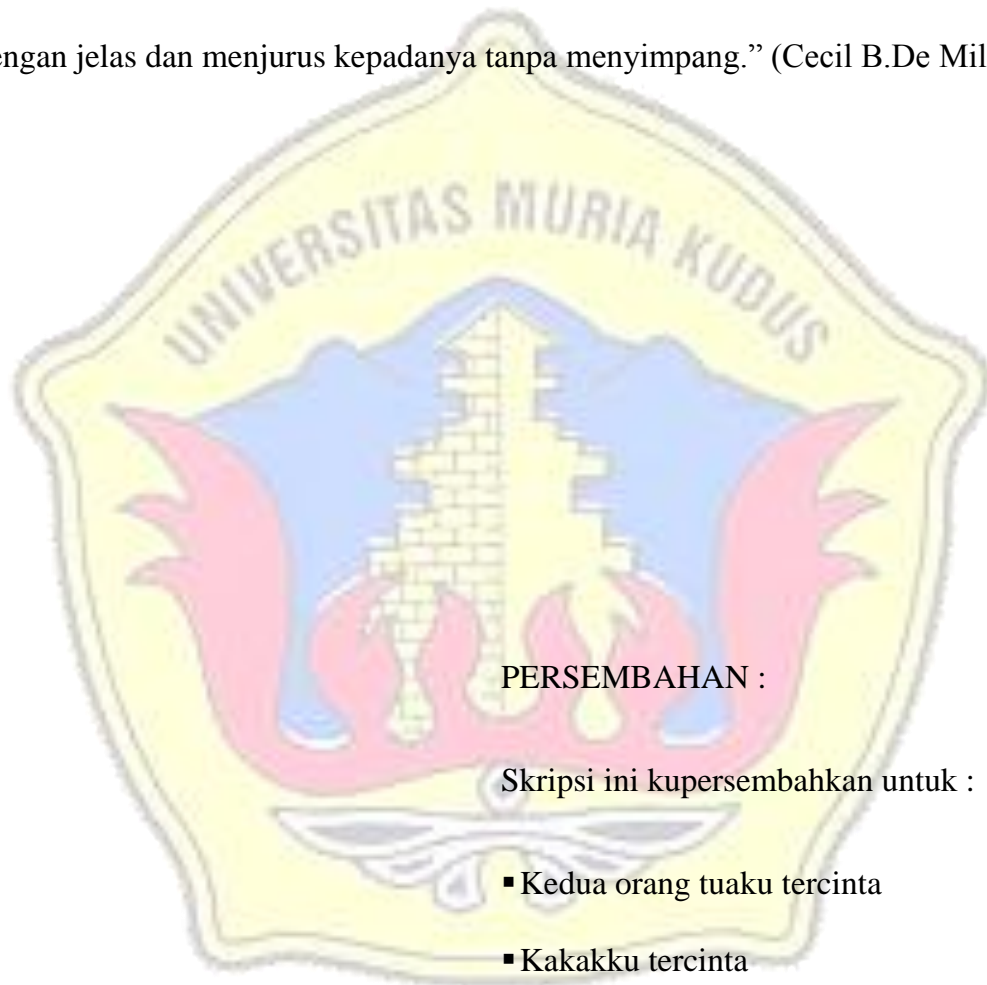 engan jelas dan menjurus kepadanya tanpa menyimpang.” (Cecil B.De Mil
UNIVERSITAS MURIA KUDUS
PERSEMBAHAN :
Skripsi ini kupersembahkan untuk :
▪Kedua orang tuaku tercinta
▪Kakakku tercinta